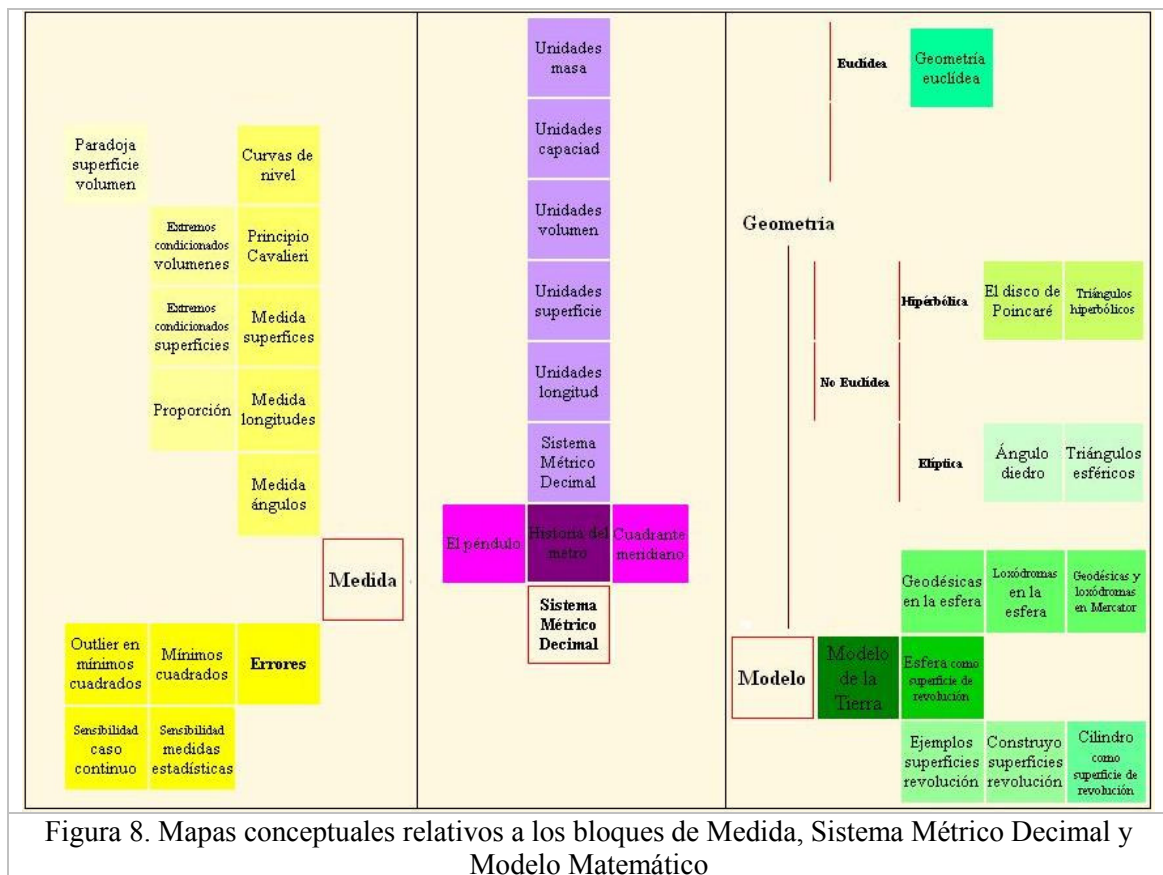 Paradoja
superficie
volumen
Curvas de
nivel
Extremos
condicionados
volumenes
Principio
Cavalieri
Extremos
condicionados
superficies
Medida
superfices
Proporción
Medida
longitudes
Medida
ángulos
Medida
Outlier en
mínimos
cuadrados
Mínimos
cuadrados
Errores
Sensibilidad
caso
continuo
Sensibilidad
medidas
estadísticas
Unidades
masa
Unidades
capaciad
Unidades
volumen
Unidades
superficie
Unidades
longitud
Sistema
Métrico
Decimal
El péndulo
Historia del
metro
Cuadrante
meridiano
Sistema
Métrico
Decimal
Euclídea
Geometría
euclídea
Geometría
Hipérbólica
El disco de
Poincaré
Triángulos
hiperbólicos
No Euclídea
Elíptica
Ángulo
diedro
Triángulos
esféricos
Geodésicas
en la esfera
Loxódromas
en la
esfera
Geodésicas y
loxódromas
en Mercator
Modelo
Modelo
de la
Tierra
Esfera como
superficie de
revolución
Ejemplos
superficies
revolución
Construyo
superficies
revolución
Cilindro
como
superficie de
revolución
Figura 8. Mapas conceptuales relativos a los bloques de Medida, Sistema Métrico Decimal y
Modelo Matemático